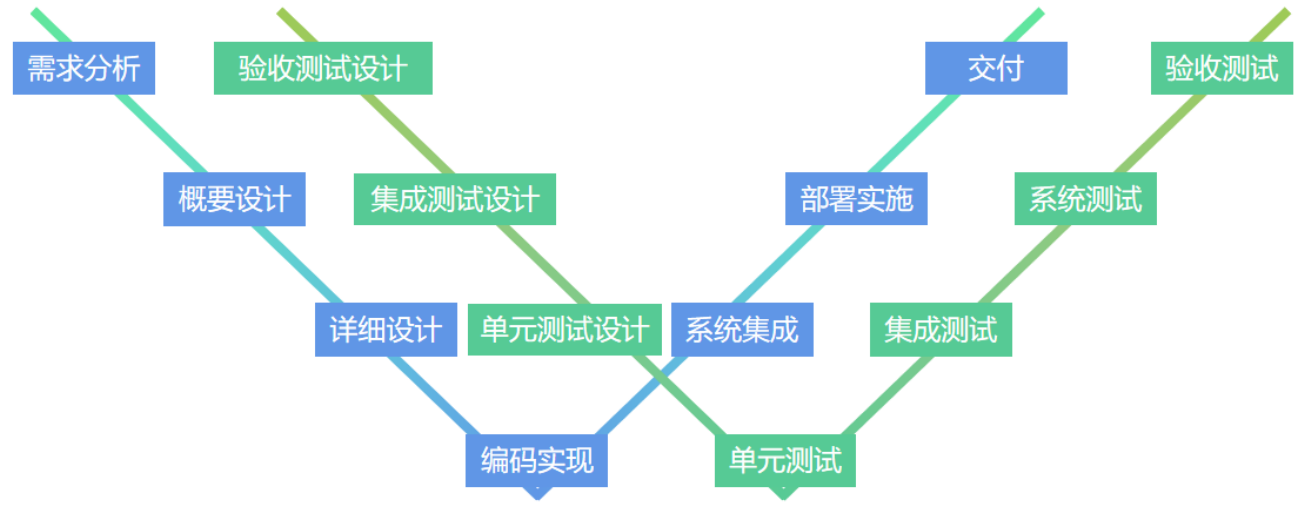 需求分析
验收测试设计
交付
验收测试
概要设计
集成测试设计
部署实施
系统测试
详细设计
单元测试设计
系统集成
集成测试
编码实现
单元测试